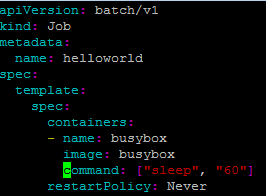 apiVersion: batch/v1
kind: Job
metadata:
  name: helloworld
spec:
  template:
    spec:
      containers:
      - name: busybox
        image: busybox
        command: ["sleep", "60"]
      restartPolicy: Never